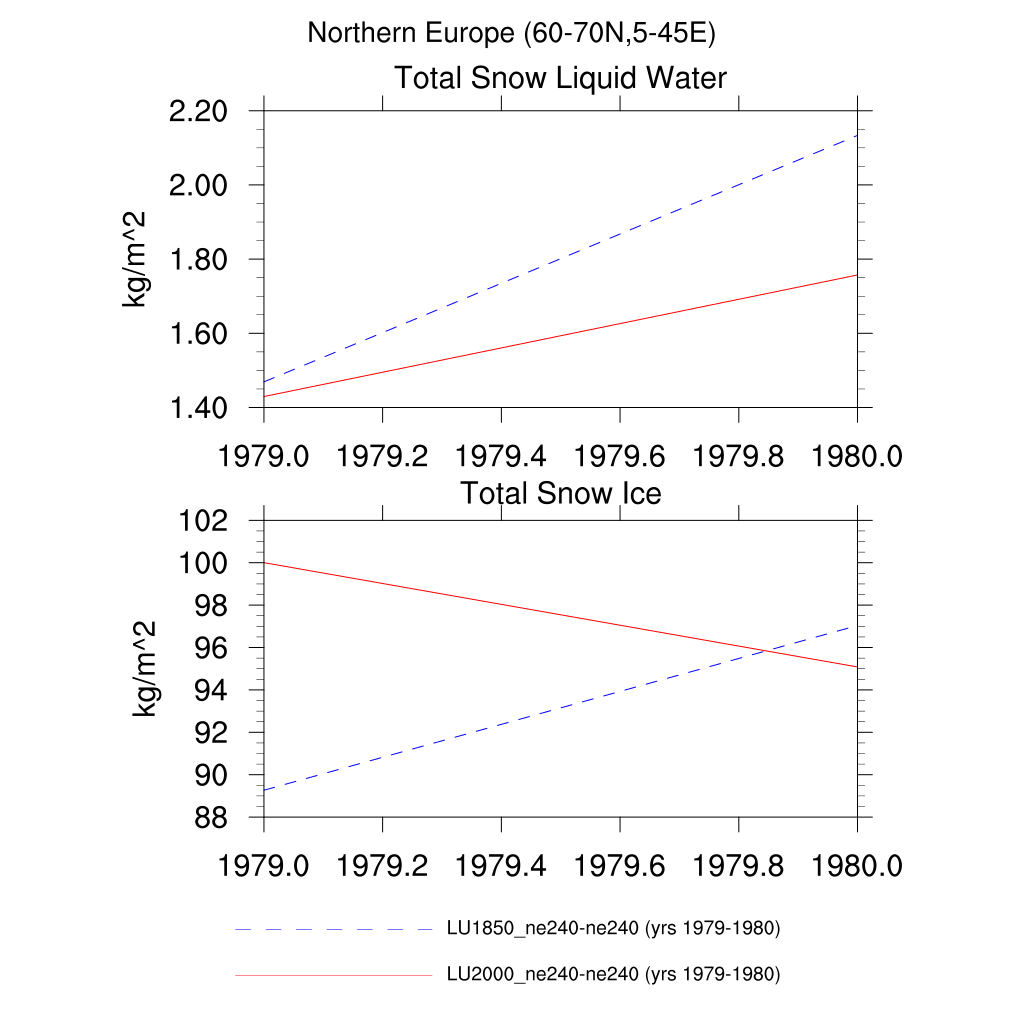 Northern Europe (60-70N,5-45E)
Total Snow Liquid Water
2.20
2.00
1.80
1.60
1.40
kg/m^2
1979.0 1979.2 1979.4 1979.6 1979.8 1980.0
Total Snow Ice
102
100
98
96
94
92
90
88
kg/m^2
1979.0 1979.2 1979.4 1979.6 1979.8 1980.0
LU1850_ne240-ne240 (yrs 1979-1980)
LU2000_ne240-ne240 (yrs 1979-1980)